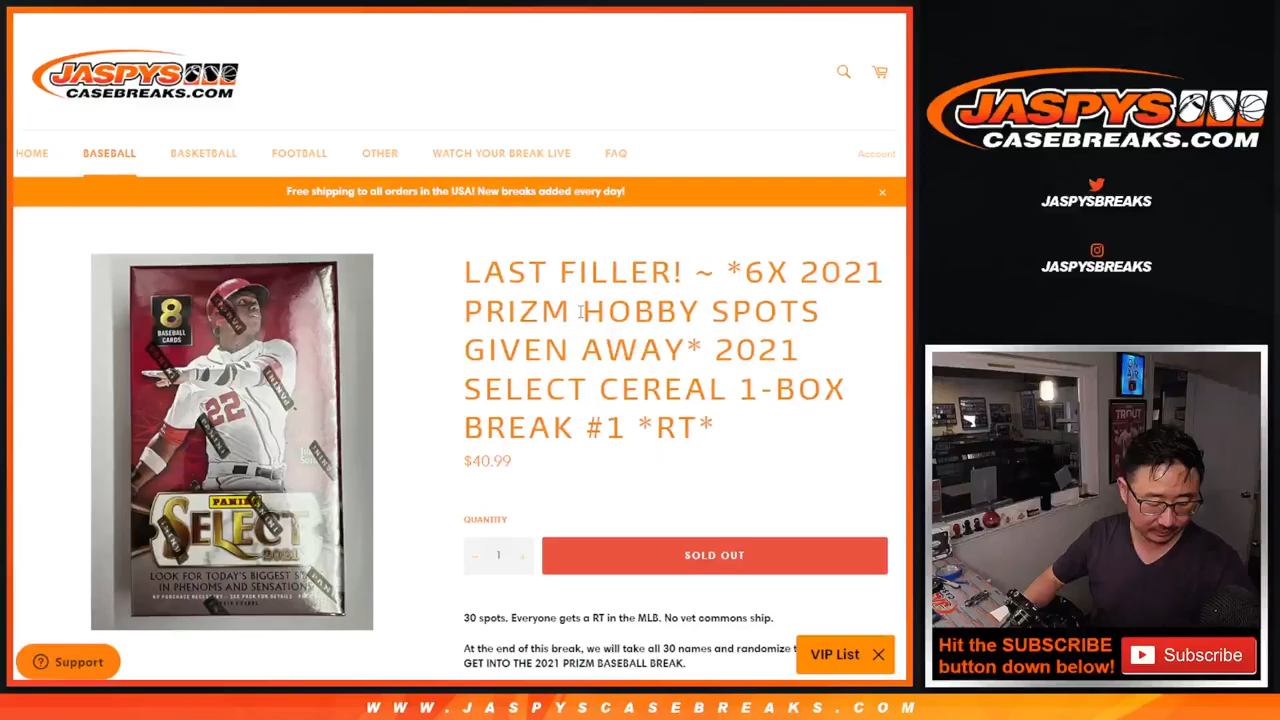 JASPYS
CASEBREAKS.COM
HOME BASEBALL BASKETBALL FOOTBALL OTHER WATCH YOUR BREAK LIVE FAQ Account
Free shipping to all orders in the USA! New breaks added every day! ×
8
BASEBALL
CARDS
22
PANINI
SELECT
2021
LOOK FOR TODAY'S BIGGEST
IN PHENOMS AND SENSATION
LAST FILLER! ~ *6X 2021
PRIZM HOBBY SPOTS
GIVEN AWAY* 2021
SELECT CEREAL 1-BOX
BREAK #1 *RT*
$40.99
QUANTITY
− 1 +
SOLD OUT
30 spots. Everyone gets a RT in the MLB. No vet commons ship.
At the end of this break, we will take all 30 names and randomize
GET INTO THE 2021 PRIZM BASEBALL BREAK.
Support
VIP List
JASPYS
CASEBREAKS.COM
JASPYSBREAKS
JASPYSBREAKS
ON AIR
TROUT
Hit the SUBSCRIBE
button down below!
Subscribe
WWW.JASPYSCASEBREAKS.COM